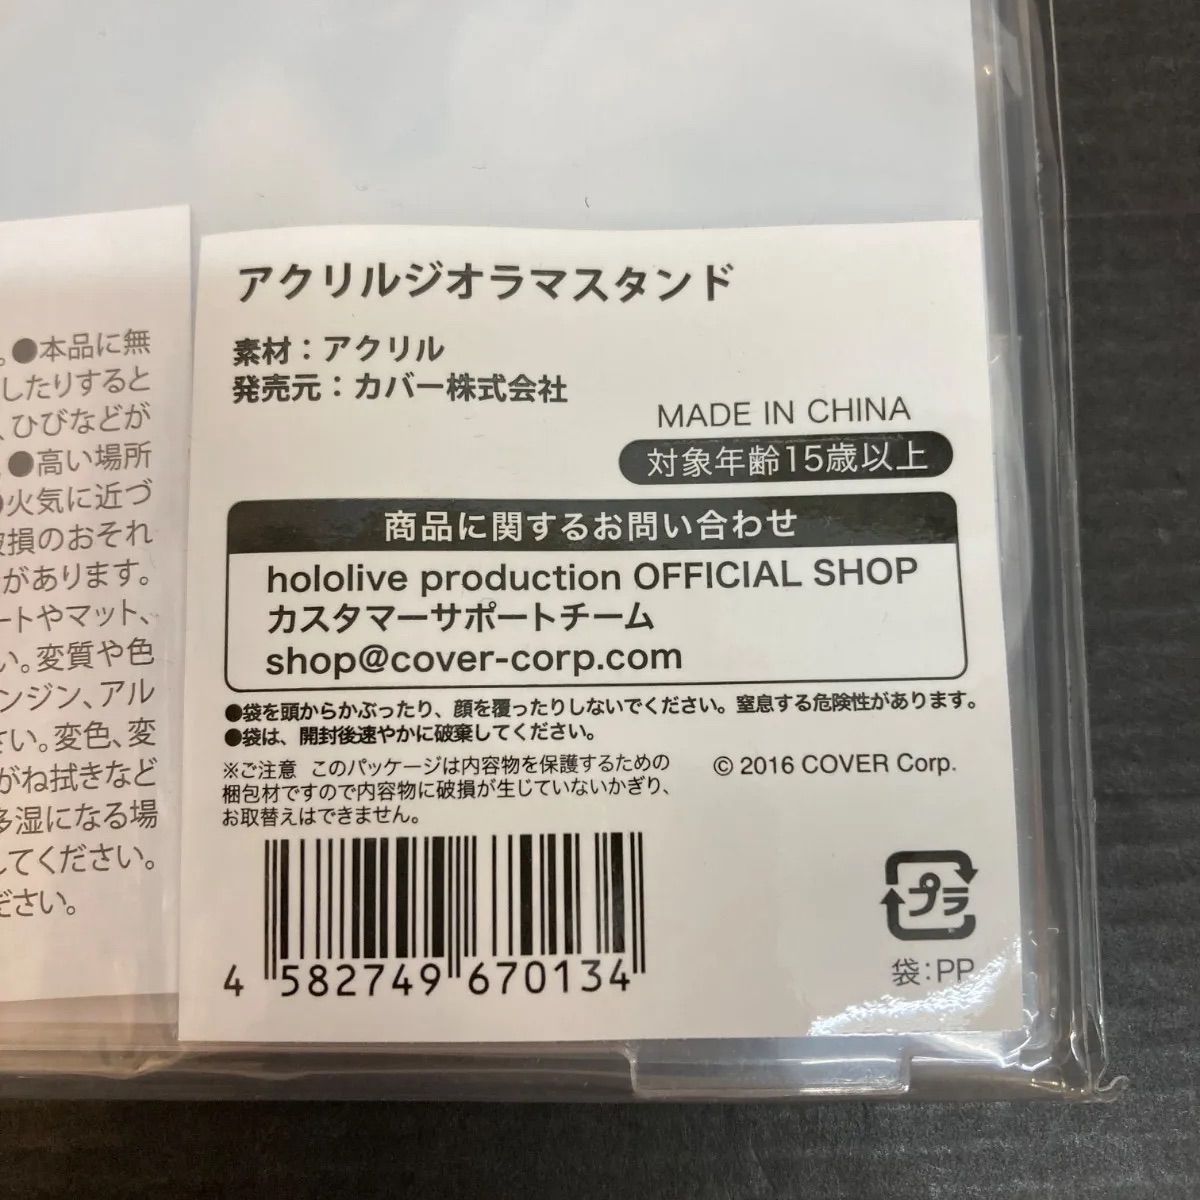 。●本品に無
したりすると
、ひびなどが
●高い場所
●火気に近づ
破損のおそれ
があります。
ートやマット、
い。変質や色
ンジン、アル
さい。変色、変
がね拭きなど
多湿になる場
してください。
ださい。
アクリルジオラマスタンド
素材：アクリル
発売元：カバー株式会社
MADE IN CHINA
対象年齢15歳以上
商品に関するお問い合わせ
hololive production OFFICIAL SHOP
カスタマーサポートチーム
shop@cover-corp.com
●袋を頭からかぶったり、顔を覆ったりしないでください。窒息する危険性があります。
●袋は、開封後速やかに破棄してください。
※ご注意 このパッケージは内容物を保護するための
梱包材ですので内容物に破損が生じていないかぎり、
お取替えはできません。
© 2016 COVER Corp.
4 582749 670134
プラ
袋：PP